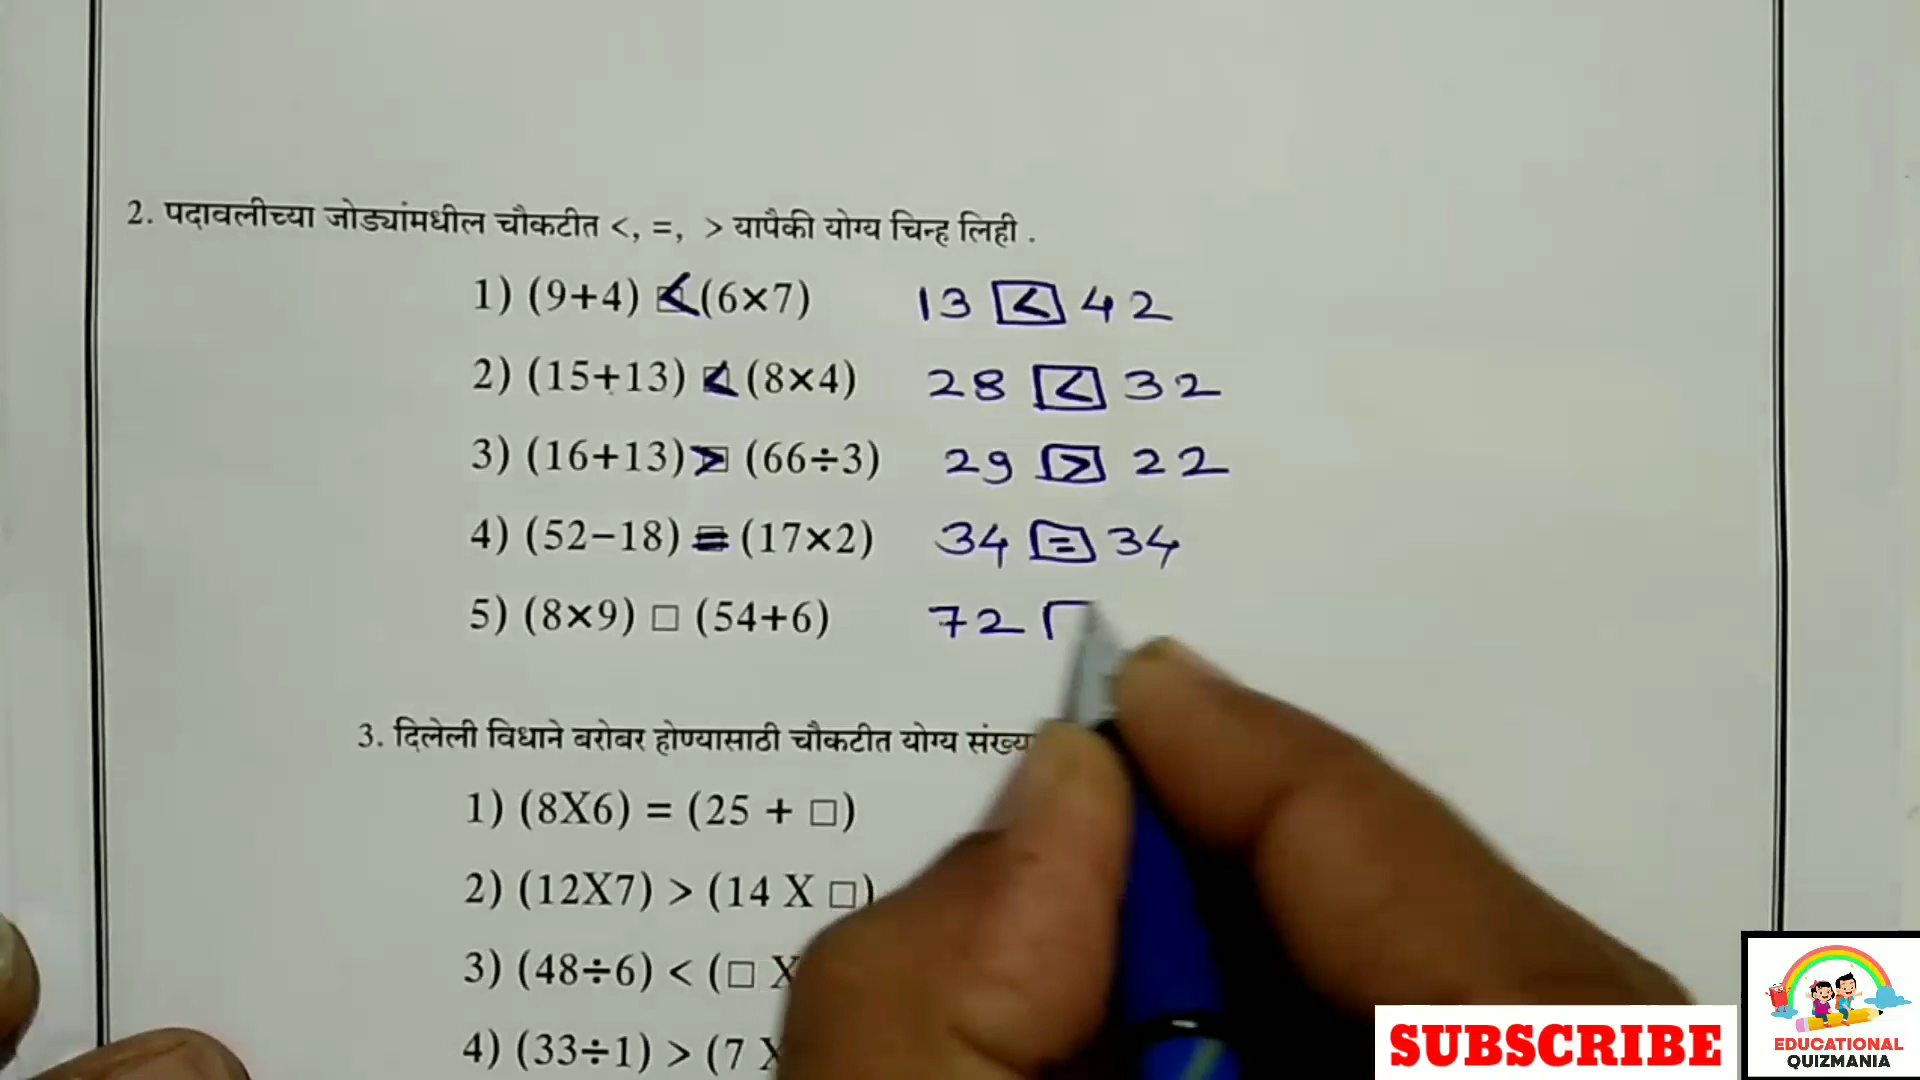 2. पदावलीच्या जोड्यांमधील चौकटीत <, =, > यापैकी योग्य चिन्ह लिही .
1) (9+4) < (6×7) 13 < 42
2) (15+13) < (8×4) 28 < 32
3) (16+13) > (66÷3) 29 > 22
4) (52−18) = (17×2) 34 = 34
5) (8×9) □ (54+6) 72
3. दिलेली विधाने बरोबर होण्यासाठी चौकटीत योग्य
1) (8X6) = (25 + □)
2) (12X7) > (14 X □)
3) (48÷6) < (□ X
4) (33÷1) > (7 X
SUBSCRIBE
EDUCATIONAL
QUIZMANIA